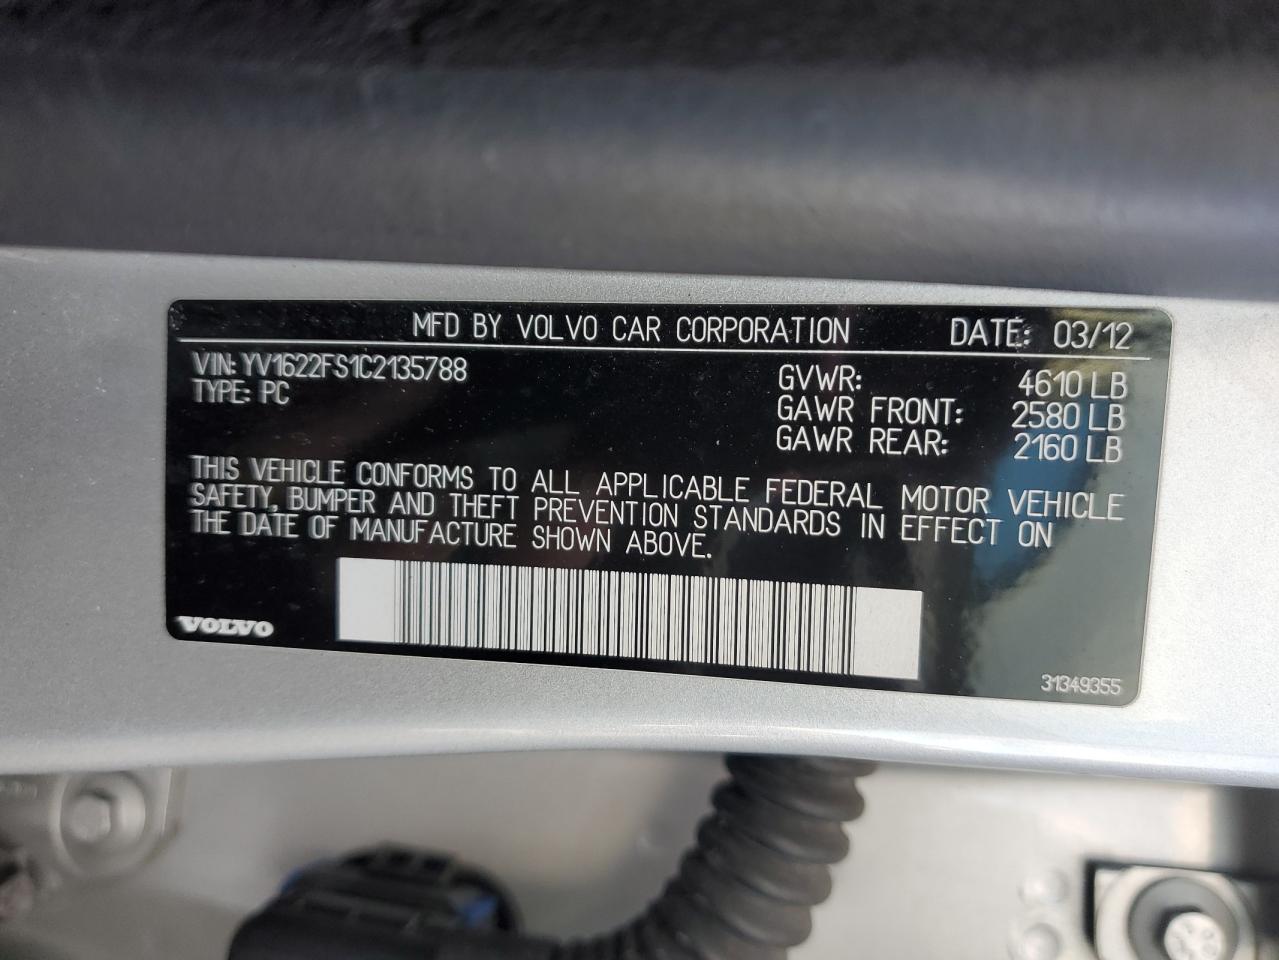 MFD BY VOLVO CAR CORPORATION DATE: 03/12
VIN: YV1622FS1C2135788
TYPE: PC
GVWR: 4610 LB
GAWR FRONT: 2580 LB
GAWR REAR: 2160 LB
THIS VEHICLE CONFORMS TO ALL APPLICABLE FEDERAL MOTOR VEHICLE
SAFETY, BUMPER AND THEFT PREVENTION STANDARDS IN EFFECT ON
THE DATE OF MANUFACTURE SHOWN ABOVE.
VOLVO
31349355